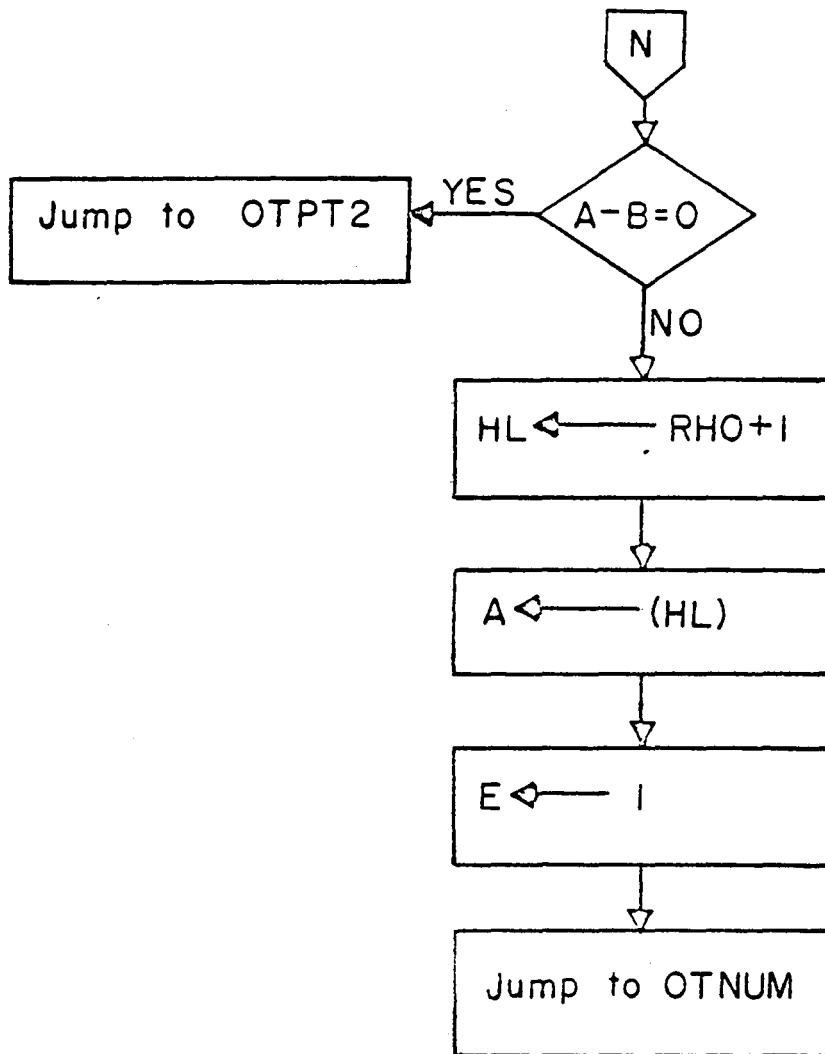 N
A-B=0
YES
Jump to OTPT2
NO
HL ← RHO+1
A ← (HL)
E ← 1
Jump to OTNUM